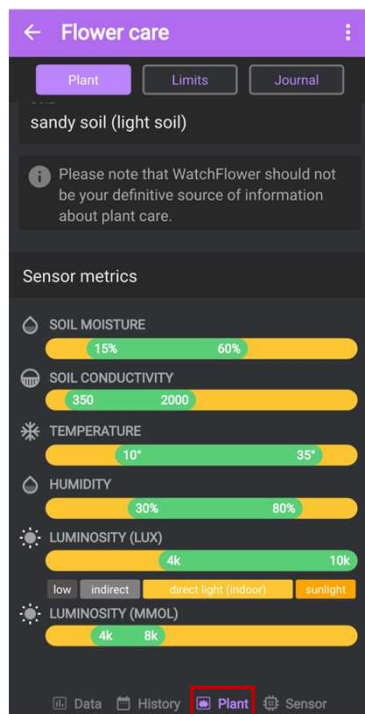 Flower care
Plant Limits Journal
sandy soil (light soil)
Please note that WatchFlower should not
be your definitive source of information
about plant care.
Sensor metrics
SOIL MOISTURE
15% 60%
SOIL CONDUCTIVITY
350 2000
TEMPERATURE
10° 35°
HUMIDITY
30% 80%
LUMINOSITY (LUX)
4k 10k
low indirect direct light (indoor) sunlight
LUMINOSITY (MMOL)
4k 8k
Data History Plant Sensor